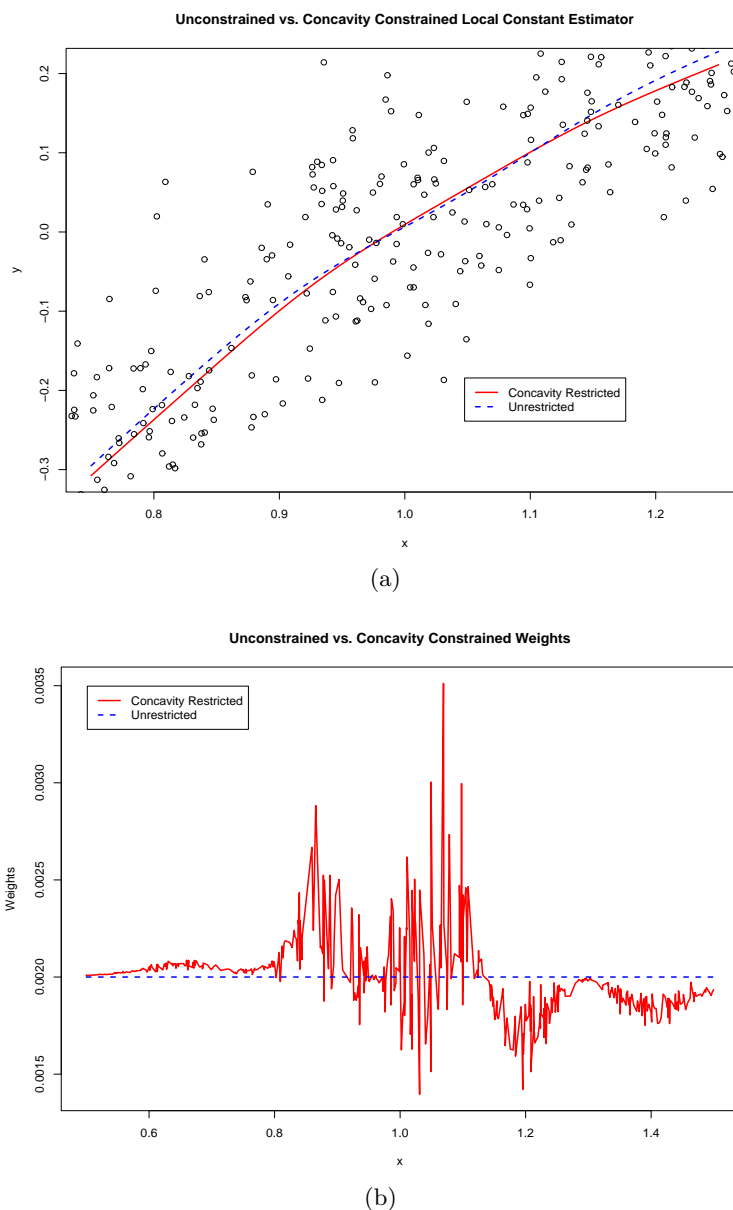 Unconstrained vs. Concavity Constrained Local Constant Estimator
0.2
0.1
0.0
-0.1
-0.2
-0.3
y
Concavity Restricted
Unrestricted
0.8 0.9 1.0 1.1 1.2
x
(a)
Unconstrained vs. Concavity Constrained Weights
0.0035
0.0030
0.0025
0.0020
0.0015
Weights
Concavity Restricted
Unrestricted
0.6 0.8 1.0 1.2 1.4
x
(b)